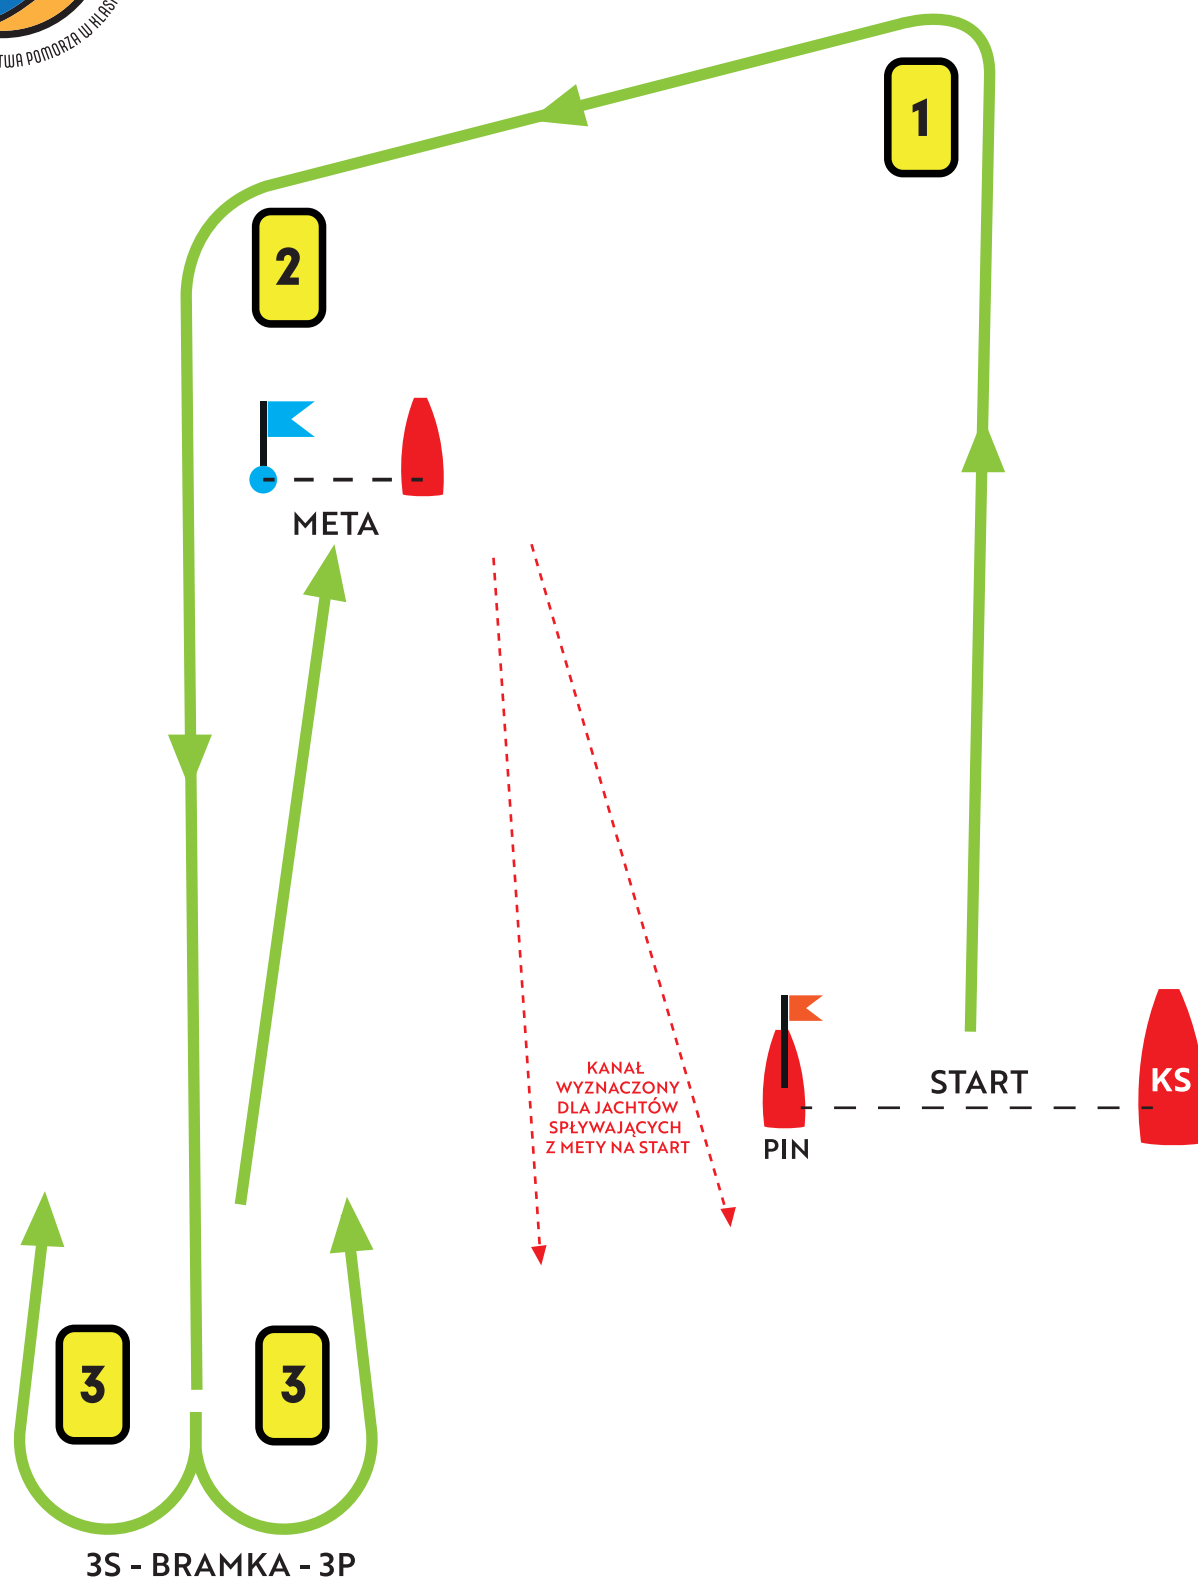 TWA POMORZA W KLAS
1
2
META
KANAŁ
WYZNACZONY
DLA JACHTÓW
SPŁYWAJĄCYCH
Z METY NA START
START
KS
PIN
3
3
3S - BRAMKA - 3P